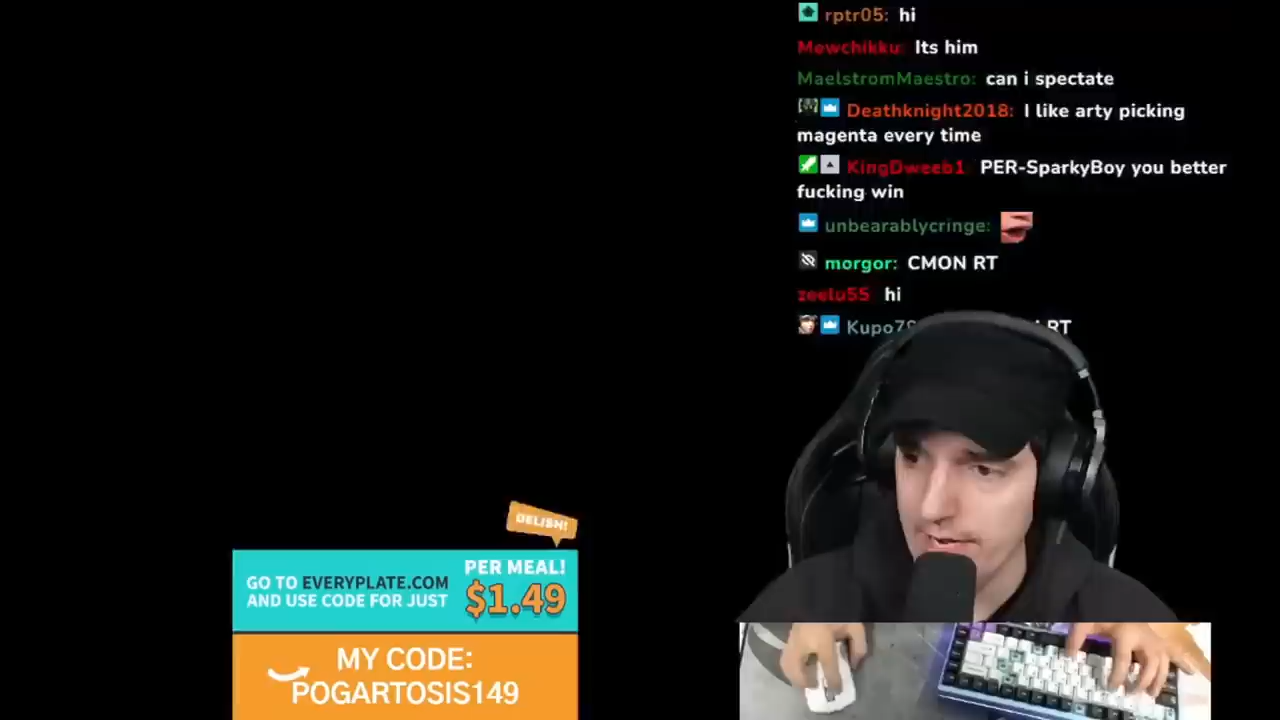 rptr05: hi
Mewchikku: Its him
MaelstromMaestro: can i spectate
Deathknight2018: I like arty picking
magenta every time
KingDweeb1: PER-SparkyBoy you better
fucking win
unbearablycringe:
morgor: CMON RT
zeelu55: hi
RT
DELISH!
GO TO EVERYPLATE.COM
AND USE CODE FOR JUST
PER MEAL!
$1.49
MY CODE:
POGARTOSIS149